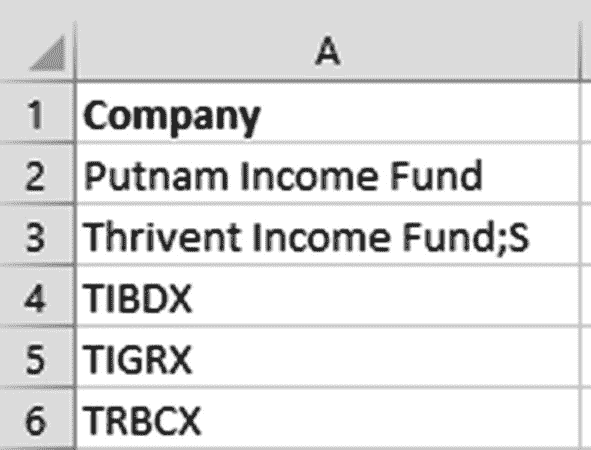 A
1 Company
2 Putnam Income Fund
3 Thrivent Income Fund;S
4 TIBDX
5 TIGRX
6 TRBCX